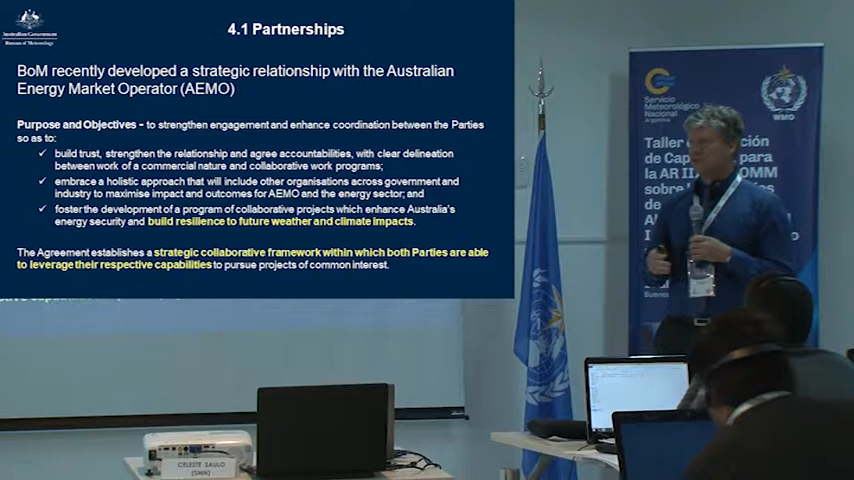 Australian Government
Bureau of Meteorology
4.1 Partnerships
BoM recently developed a strategic relationship with the Australian
Energy Market Operator (AEMO)
Purpose and Objectives – to strengthen engagement and enhance coordination between the Parties
so as to:
✓ build trust, strengthen the relationship and agree accountabilities, with clear delineation
between work of a commercial nature and collaborative work programs;
✓ embrace a holistic approach that will include other organisations across government and
industry to maximise impact and outcomes for AEMO and the energy sector; and
✓ foster the development of a program of collaborative projects which enhance Australia's
energy security and build resilience to future weather and climate impacts.
The Agreement establishes a strategic collaborative framework within which both Parties are able
to leverage their respective capabilities to pursue projects of common interest.
Servicio
Meteorológico
Nacional
Argentina
WMO
Taller
de Cap para
la AR III OMM
sobre
de
Buenos
CELESTE SAULO
(SMN)